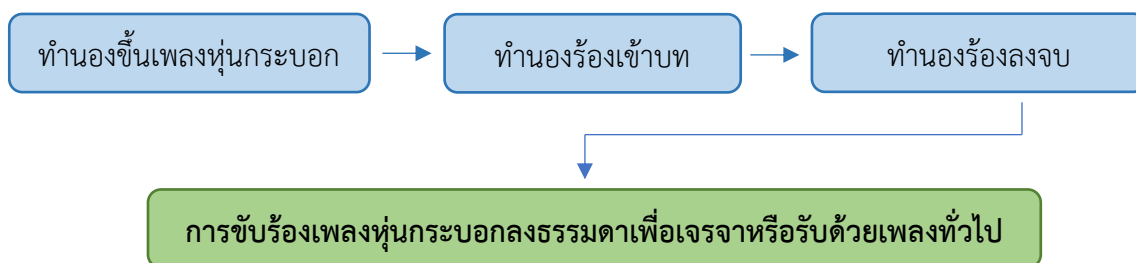 ทำนองขึ้นเพลงหุ่นกระบอก
ทำนองร้องเข้าบท
ทำนองร้องลงจบ
การขับร้องเพลงหุ่นกระบอกลงธรรมดาเพื่อเจรจาหรือรับด้วยเพลงทั่วไป